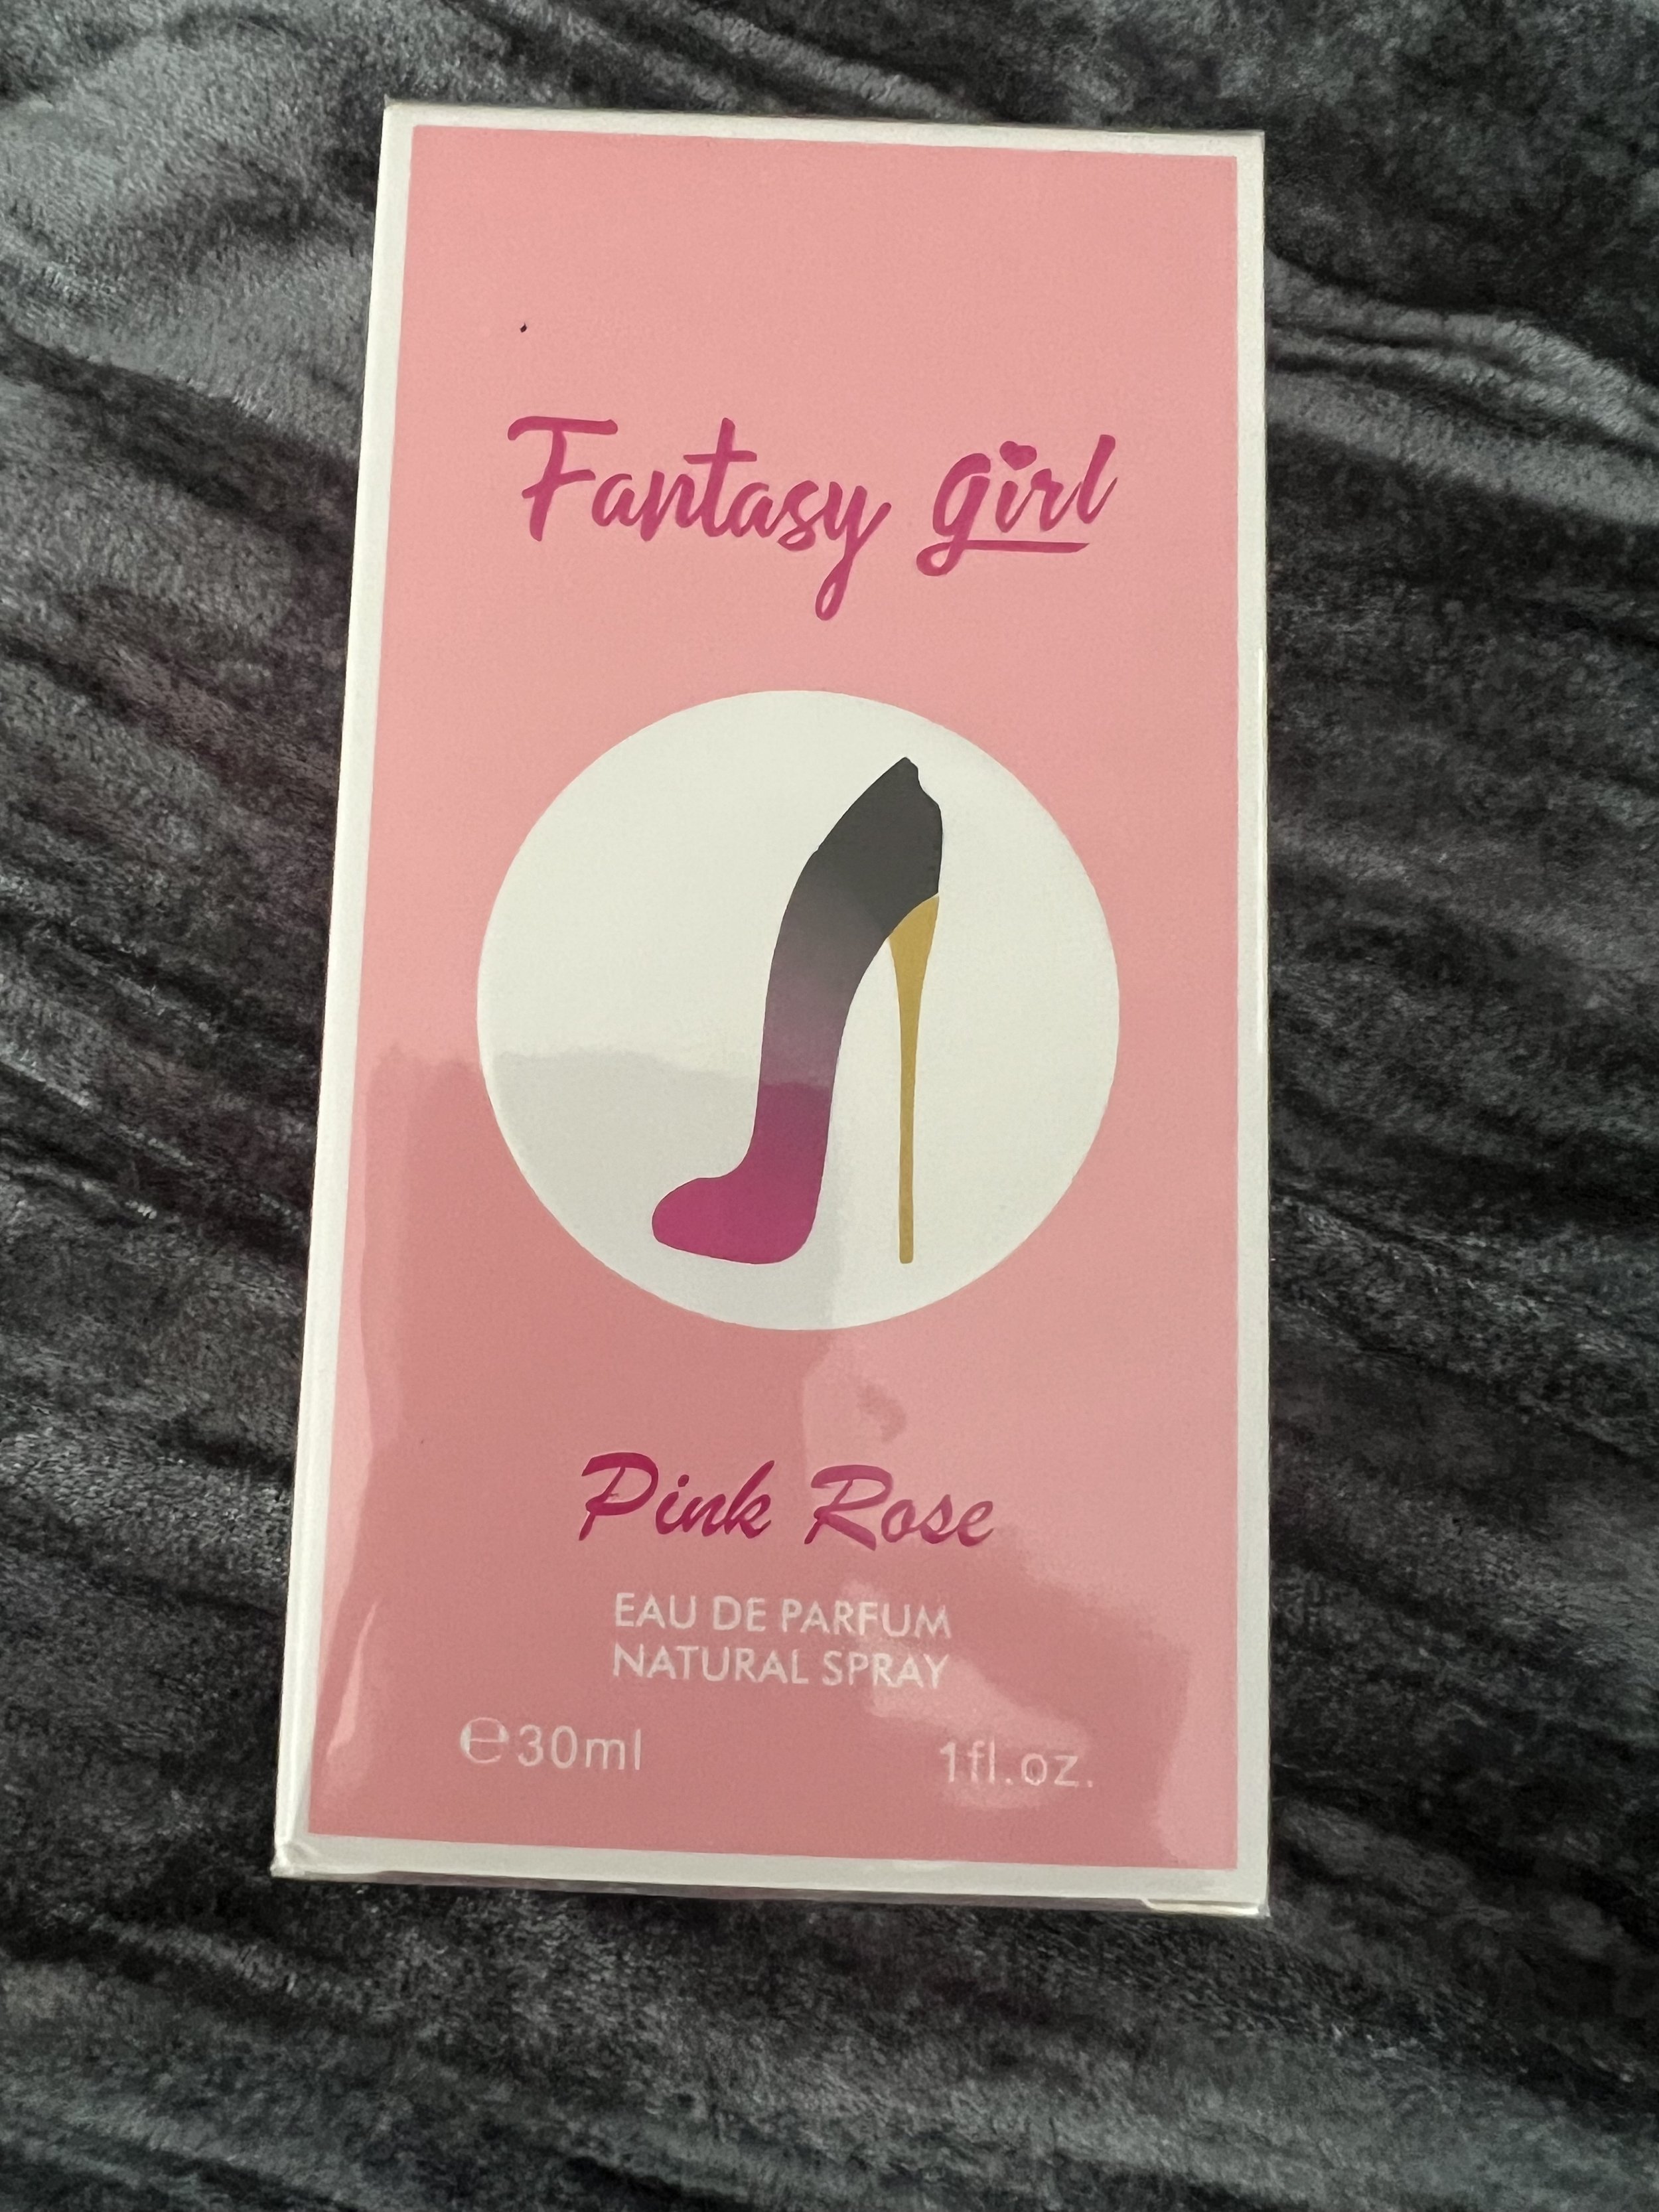 Fantasy girl
Pink Rose
EAU DE PARFUM
NATURAL SPRAY
℮30ml 1fl.oz.